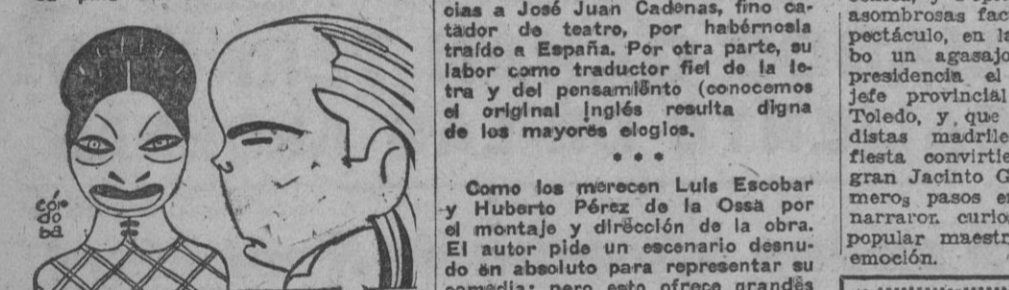 cór
do
ba
cias a José Juan Cadenas, fino ca-
tador de teatro, por habérnosla
traído a España. Por otra parte, su
labor como traductor fiel de la le-
tra y del pensamiento (conocemos
el original inglés resulta digna
de los mayores elogios.
* * *
Como los merecen Luis Escobar
y Huberto Pérez de la Ossa por
el montaje y dirección de la obra.
El autor pide un escenario desnu-
do en absoluto para representar su
comedia; pero esto ofrece grandes
asombrosas fac
pectáculo, en la
bo un agasajo
presidencia el
jefe provincial
Toledo, y que
distas madrile
fiesta convirtie
gran Jacinto G
meros pasos e
narraron curio
popular maestr
emoción.